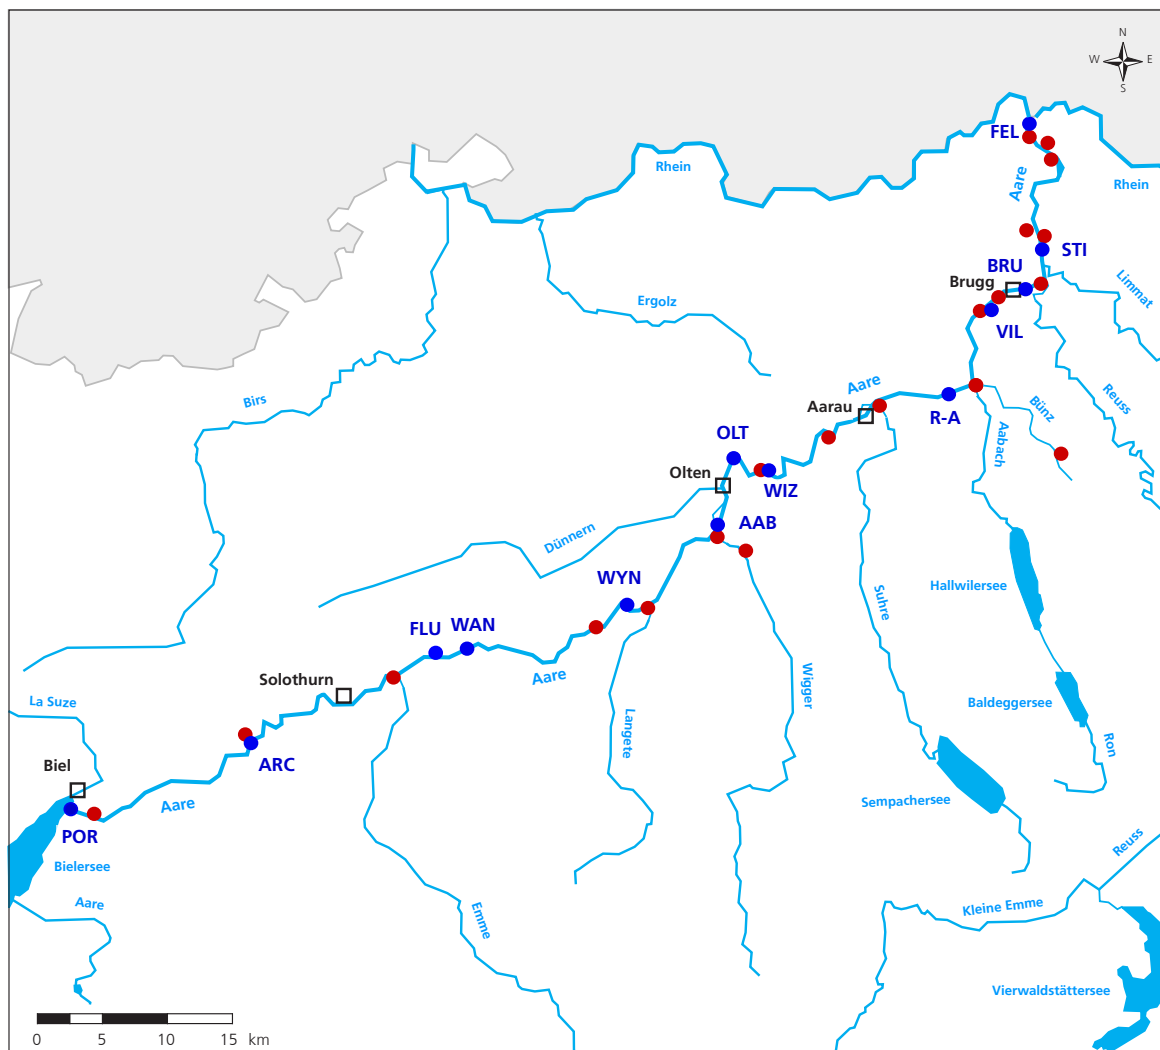 N
W E
S
FEL
Rhein
Aare
Rhein
STI
BRU
Brugg
Limmat
Ergolz
VIL
Birs
Aare
Reuss
Bünz
Aarau
R-A
Aabach
OLT
Olten
WIZ
AAB
Dünnern
WYN
Hallwilersee
Suhre
FLU
WAN
Aare
Wigger
Solothurn
La Suze
Baldeggersee
Langete
Ron
Biel
ARC
Aare
Sempachersee
POR
Reuss
Bielersee
Aare
Kleine Emme
Emme
Vierwaldstättersee
0 5 10 15 km